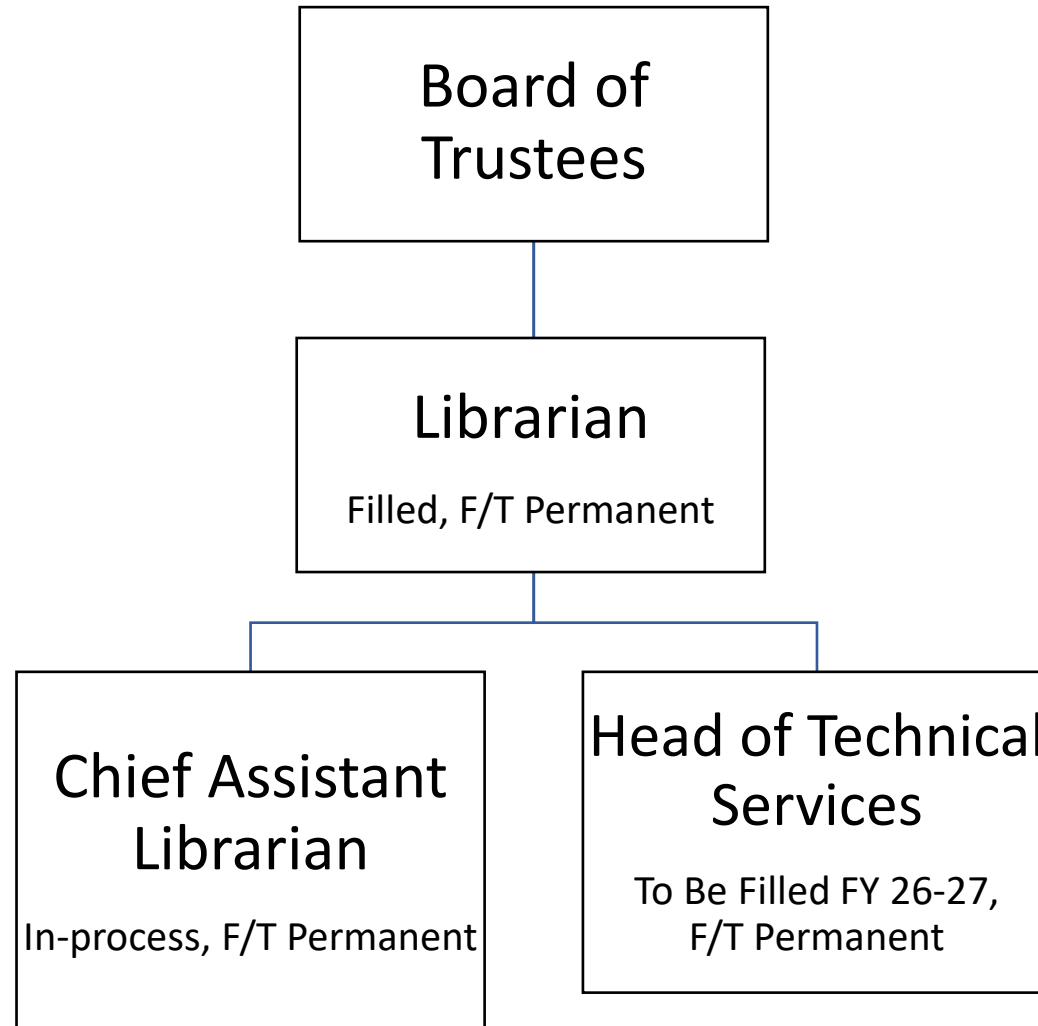 Board of
Trustees
Librarian
Filled, F/T Permanent
Chief Assistant
Librarian
In-process, F/T Permanent
Head of Technical
Services
To Be Filled FY 26-27,
F/T Permanent